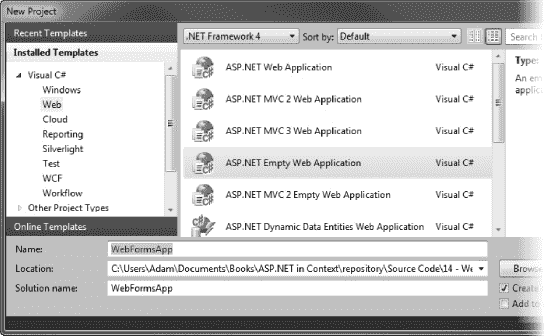 New Project
Recent Templates
Installed Templates
Visual C#
Windows
Web
Cloud
Reporting
Silverlight
Test
WCF
Workflow
Other Project Types
Online Templates
.NET Framework 4
Sort by: Default
Search
ASP.NET Web Application Visual C#
ASP.NET MVC 2 Web Application Visual C#
ASP.NET MVC 3 Web Application Visual C#
ASP.NET Empty Web Application Visual C#
ASP.NET MVC 2 Empty Web Application Visual C#
ASP.NET Dynamic Data Entities Web Application Visual C#
Type:
An em
applica
Name: WebFormsApp
Location: C:\Users\Adam\Documents\Books\ASP.NET in Context\repository\Source Code\14 - We
Browse
Solution name: WebFormsApp
Create
Add to